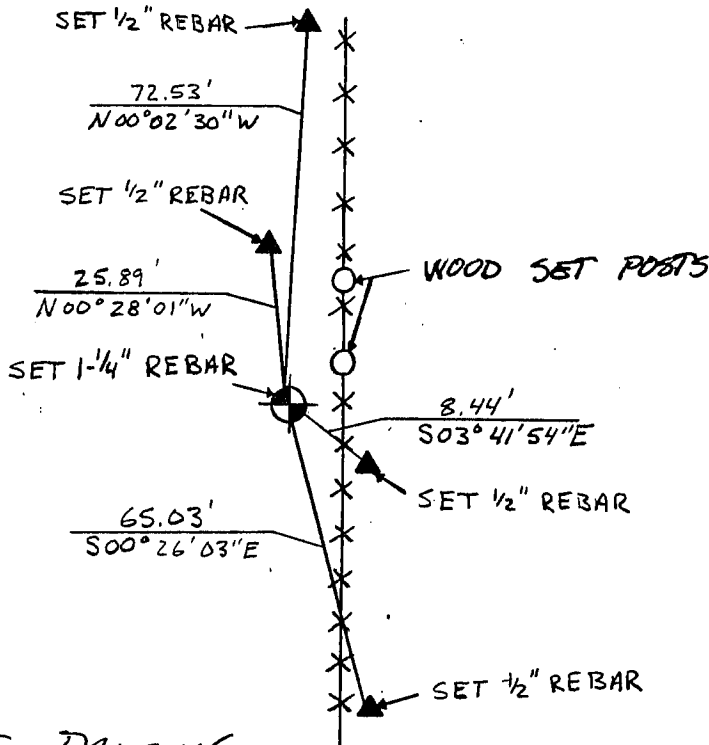 SET 1/2" REBAR
72.53'
N00°02'30"W
SET 1/2" REBAR
WOOD SET POSTS
25.89'
N00°28'01"W
SET 1-1/4" REBAR
8.44'
S03°41'54"E
SET 1/2" REBAR
65.03'
S00°26'03"E
SET 1/2" REBAR